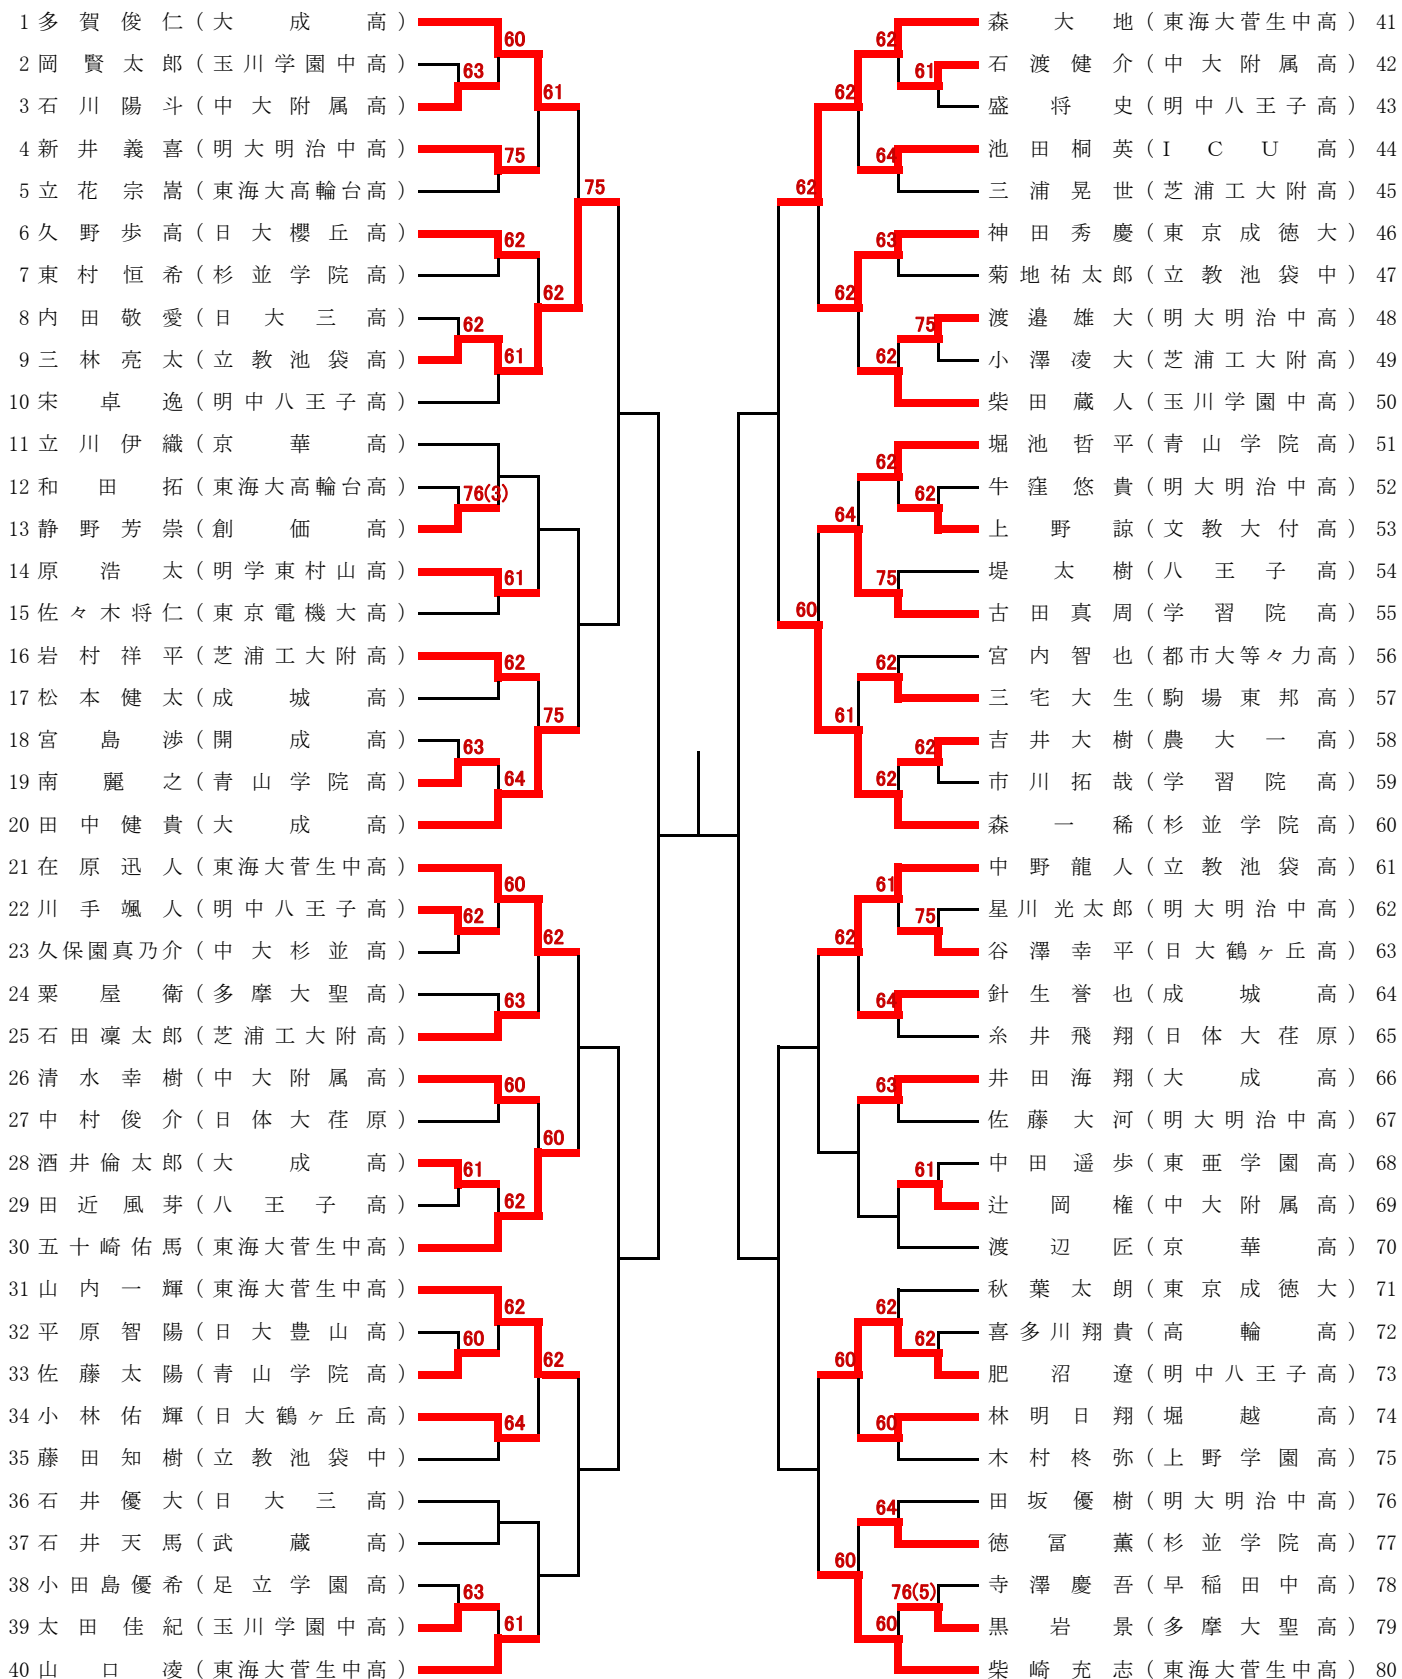 1 多賀俊仁 (大成高) 森大地 (東海大菅生中高) 41
60 62
2 岡賢太郎 (玉川学園中高) 石渡健介 (中大附属高) 42
63 61
3 石川陽斗 (中大附属高) 盛将史 (明中八王子高) 43
61 62
4 新井義喜 (明大明治中高) 池田桐英 (ICU高) 44
75 64
5 立花宗嵩 (東海大高輪台高) 三浦晃世 (芝浦工大附高) 45
75 62
6 久野歩高 (日大櫻丘高) 神田秀慶 (東京成徳大) 46
62 63
7 東村恒希 (杉並学院高) 菊地祐太郎 (立教池袋中) 47
62 62
8 内田敬愛 (日大三高) 渡邉雄大 (明大明治中高) 48
62 75
9 三林亮太 (立教池袋高) 小澤凌大 (芝浦工大附高) 49
61 62
10 宋卓逸 (明中八王子高) 柴田蔵人 (玉川学園中高) 50
11 立川伊織 (京華高) 堀池哲平 (青山学院高) 51
62
12 和田拓 (東海大高輪台高) 牛窪悠貴 (明大明治中高) 52
76(3) 62
13 静野芳崇 (創価高) 上野諒 (文教大付高) 53
64
14 原浩太 (明学東村山高) 堤太樹 (八王子高) 54
61 75
15 佐々木将仁 (東京電機大高) 古田真周 (学習院高) 55
60
16 岩村祥平 (芝浦工大附高) 宮内智也 (都市大等々力高) 56
62 62
17 松本健太 (成城高) 三宅大生 (駒場東邦高) 57
75 61
18 宮島渉 (開成高) 吉井大樹 (農大一高) 58
63 62
19 南麗之 (青山学院高) 市川拓哉 (学習院高) 59
64 62
20 田中健貴 (大成高) 森一稀 (杉並学院高) 60
21 在原迅人 (東海大菅生中高) 中野龍人 (立教池袋高) 61
60 61
22 川手颯人 (明中八王子高) 星川光太郎 (明大明治中高) 62
62 75
23 久保園真乃介 (中大杉並高) 谷澤幸平 (日大鶴ヶ丘高) 63
62 62
24 粟屋衛 (多摩大聖高) 針生誉也 (成城高) 64
63 64
25 石田凜太郎 (芝浦工大附高) 糸井飛翔 (日体大荏原) 65
26 清水幸樹 (中大附属高) 井田海翔 (大成高) 66
60 63
27 中村俊介 (日体大荏原) 佐藤大河 (明大明治中高) 67
60
28 酒井倫太郎 (大成高) 中田遥歩 (東亜学園高) 68
61 61
29 田近風芽 (八王子高) 辻岡権 (中大附属高) 69
62
30 五十崎佑馬 (東海大菅生中高) 渡辺匠 (京華高) 70
31 山内一輝 (東海大菅生中高) 秋葉太朗 (東京成徳大) 71
62 62
32 平原智陽 (日大豊山高) 喜多川翔貴 (高輪高) 72
60 62
33 佐藤太陽 (青山学院高) 肥沼遼 (明中八王子高) 73
62 60
34 小林佑輝 (日大鶴ヶ丘高) 林明日翔 (堀越高) 74
64 60
35 藤田知樹 (立教池袋中) 木村柊弥 (上野学園高) 75
36 石井優大 (日大三高) 田坂優樹 (明大明治中高) 76
64
37 石井天馬 (武蔵高) 徳冨薫 (杉並学院高) 77
60
38 小田島優希 (足立学園高) 寺澤慶吾 (早稲田中高) 78
63 76(5)
39 太田佳紀 (玉川学園中高) 黒岩景 (多摩大聖高) 79
61 60
40 山口凌 (東海大菅生中高) 柴崎充志 (東海大菅生中高) 80